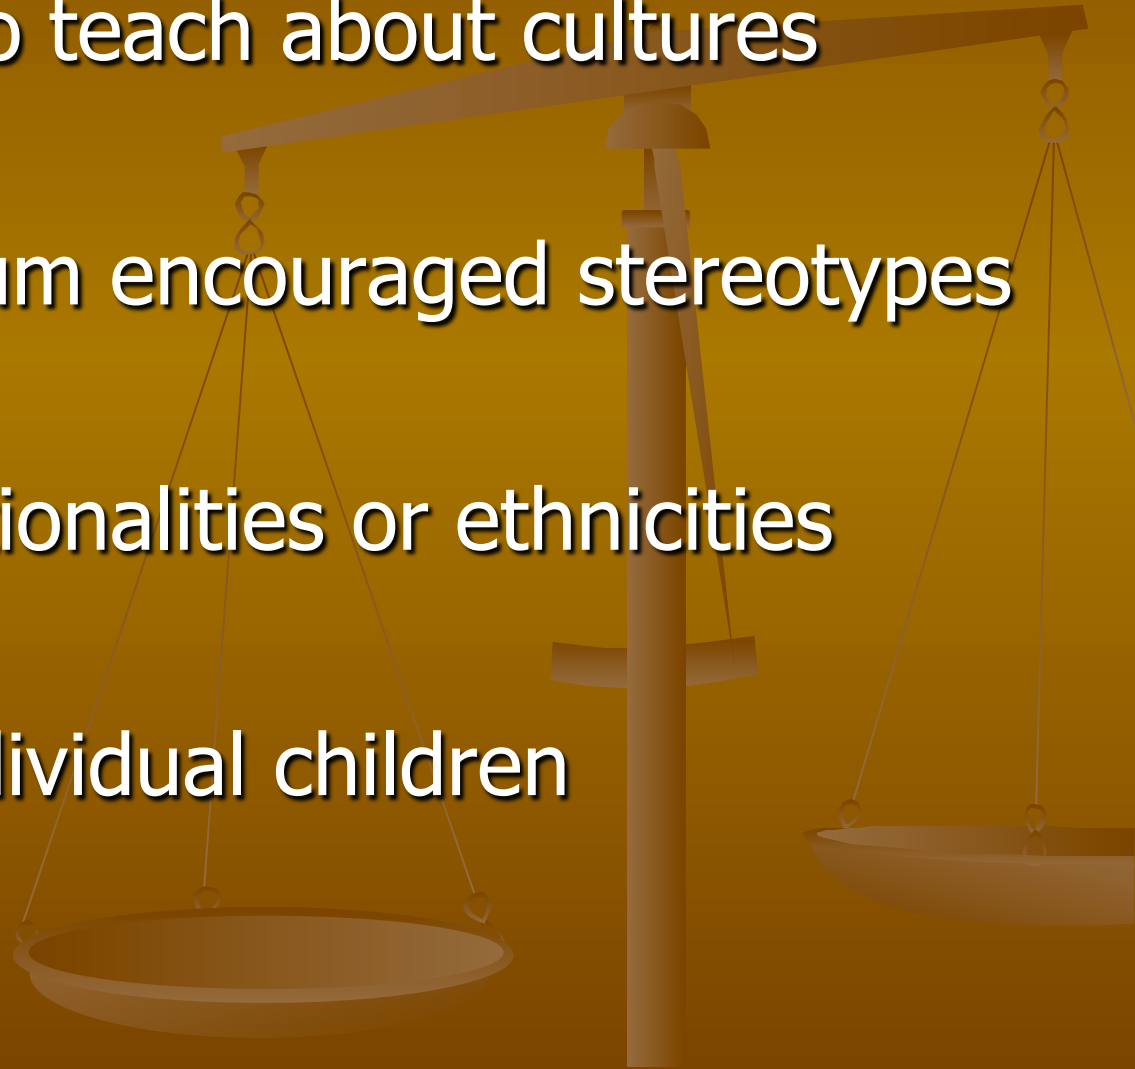 teach about cultures
encouraged stereotypes
or ethnicities
children